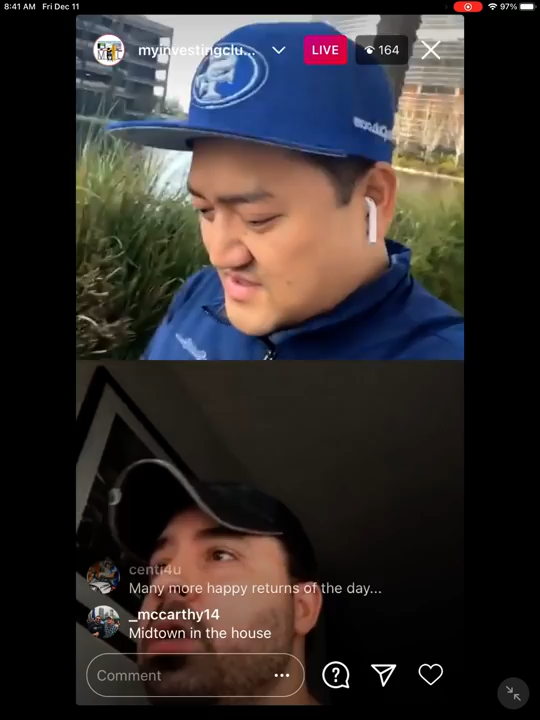 8:41 AM Fri Dec 11
97%
myinvestingclu...
LIVE
164
centi4u
Many more happy returns of the day...
_mccarthy14
Midtown in the house
Comment